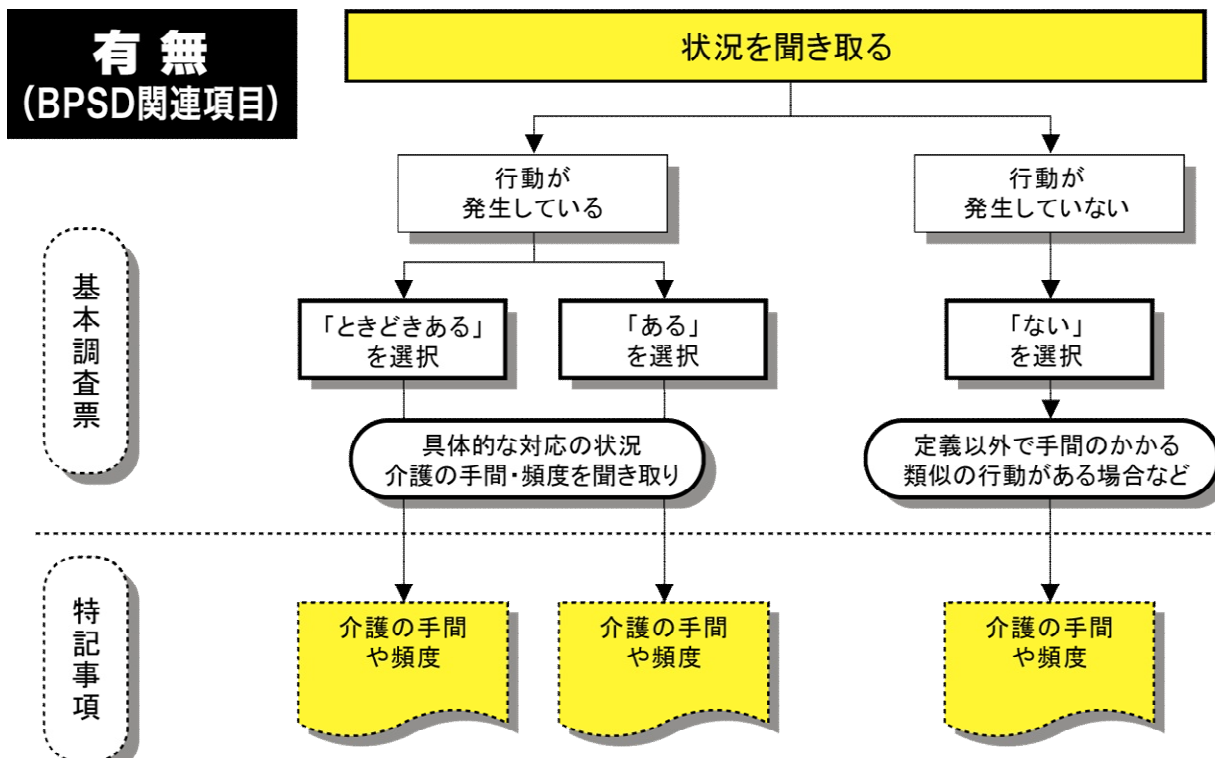 有無
(BPSD関連項目)
状況を聞き取る
行動が
発生している
行動が
発生していない
基本調査票
「ときどきある」
を選択
「ある」
を選択
「ない」
を選択
具体的な対応の状況
介護の手間・頻度を聞き取り
定義以外で手間のかかる
類似の行動がある場合など
特記事項
介護の手間
や頻度
介護の手間
や頻度
介護の手間
や頻度